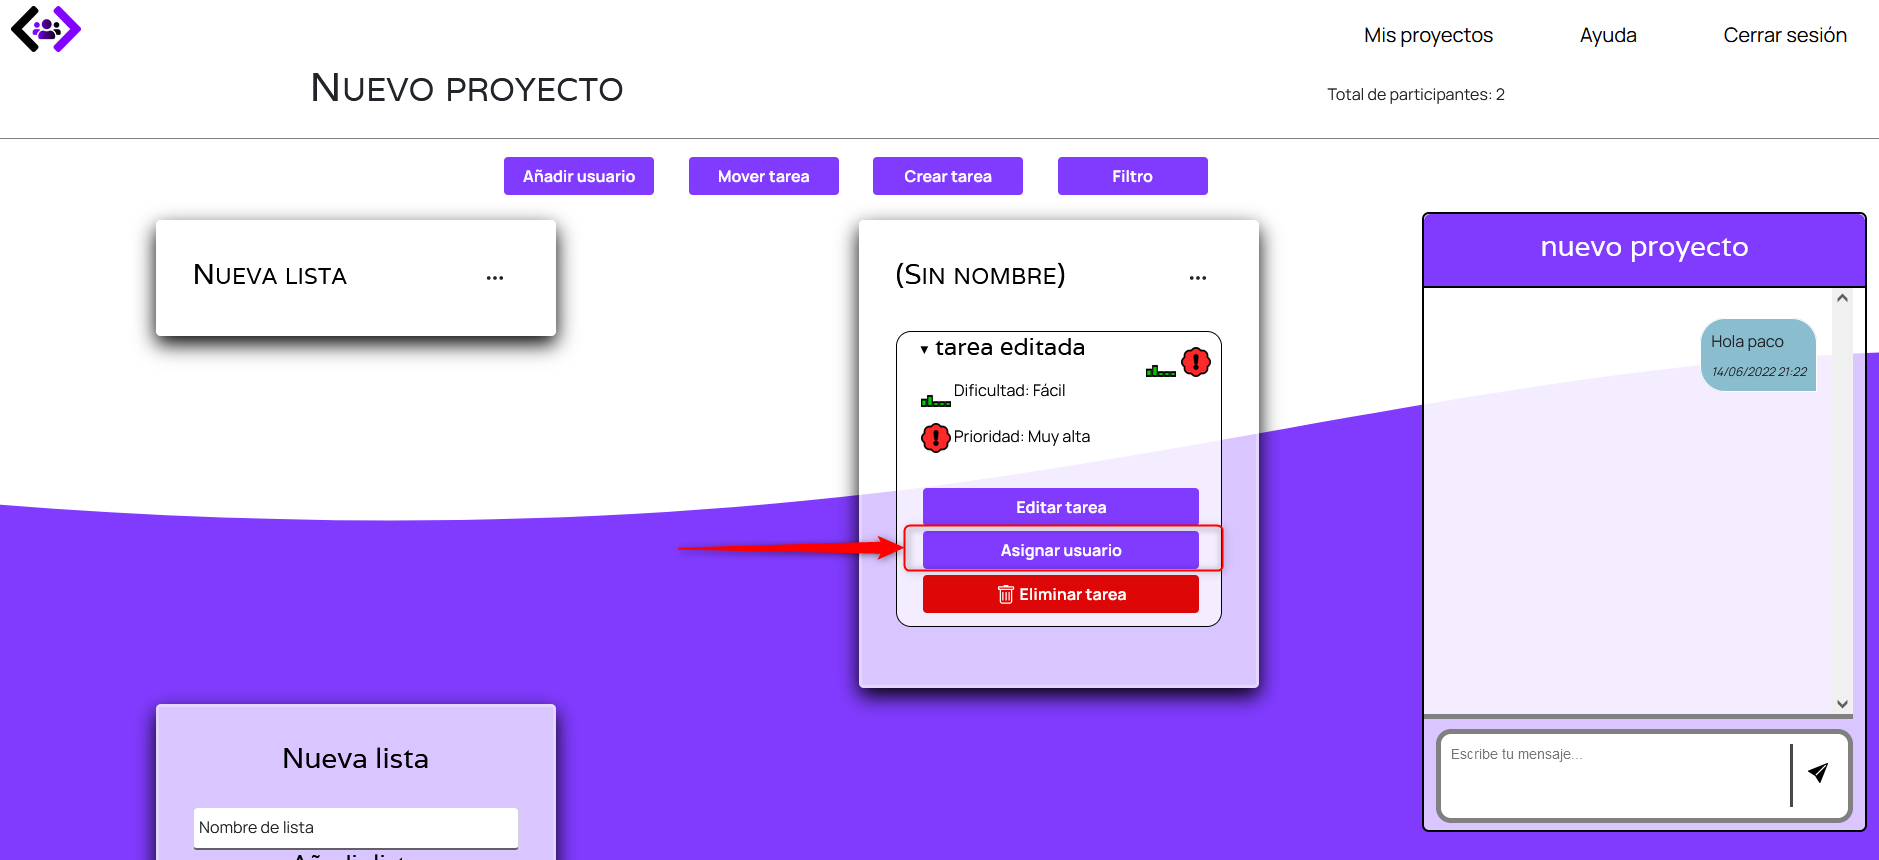 Mis proyectos
Ayuda
Cerrar sesión
Nuevo proyecto
Total de participantes: 2
Añadir usuario
Mover tarea
Crear tarea
Filtro
Nueva lista
...
(Sin nombre)
...
tarea editada
Dificultad: Fácil
Prioridad: Muy alta
Editar tarea
Asignar usuario
Eliminar tarea
nuevo proyecto
Hola paco
14/06/2022 21:22
Escribe tu mensaje...
Nueva lista
Nombre de lista